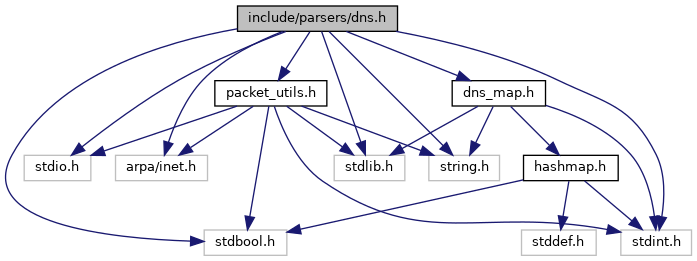 include/parsers/dns.h
packet_utils.h
dns_map.h
stdio.h
arpa/inet.h
stdlib.h
string.h
hashmap.h
stdbool.h
stddef.h
stdint.h